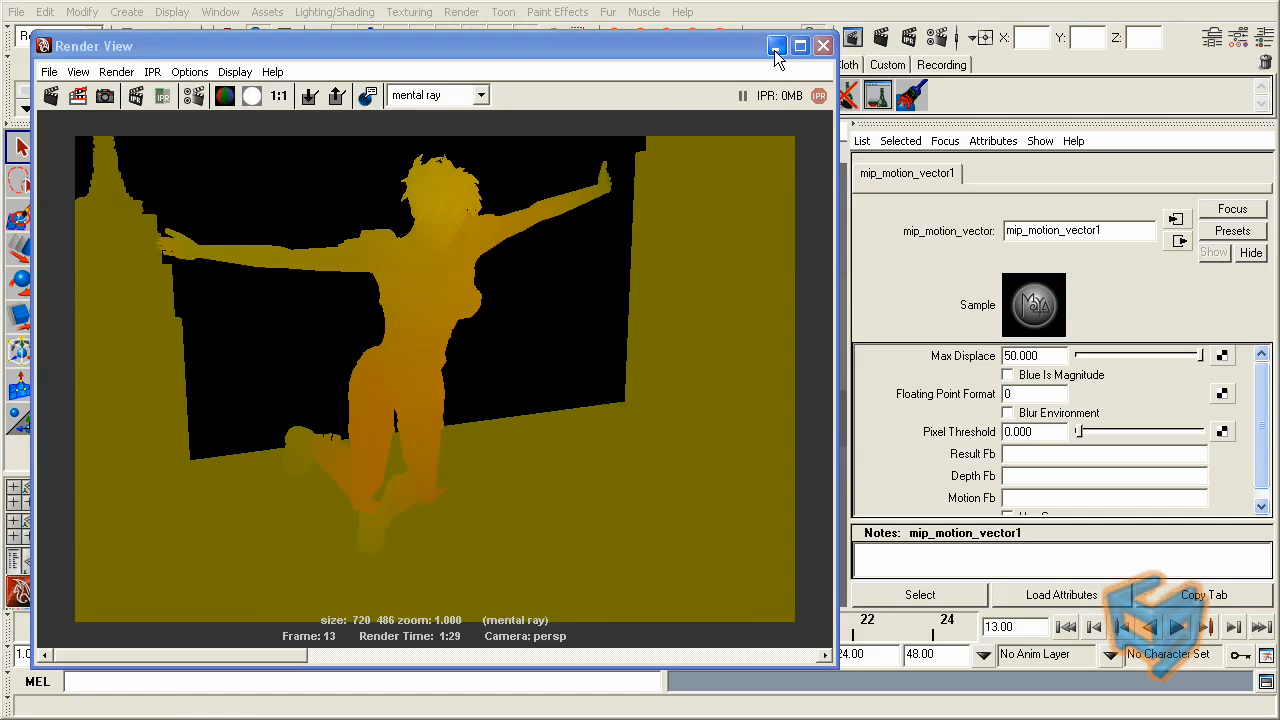 File Edit Modify Create Display Window Assets Lighting/Shading Texturing Render Toon Paint Effects Fur Muscle Help
X: Y: Z:
Render View
File View Render IPR Options Display Help
Cloth Custom Recording
1:1 mental ray IPR: 0MB
List Selected Focus Attributes Show Help
mip_motion_vector1
mip_motion_vector: mip_motion_vector1
Focus
Presets
Show Hide
Sample
MAYA
Max Displace 50.000
Blue Is Magnitude
Floating Point Format 0
Blur Environment
Pixel Threshold 0.000
Result Fb
Depth Fb
Motion Fb
Notes: mip_motion_vector1
Select Load Attributes Copy Tab
size: 720 486 zoom: 1.000 (mental ray)
Frame: 13 Render Time: 1:29 Camera: persp
22 24 13.00
24.00 48.00 No Anim Layer No Character Set
MEL